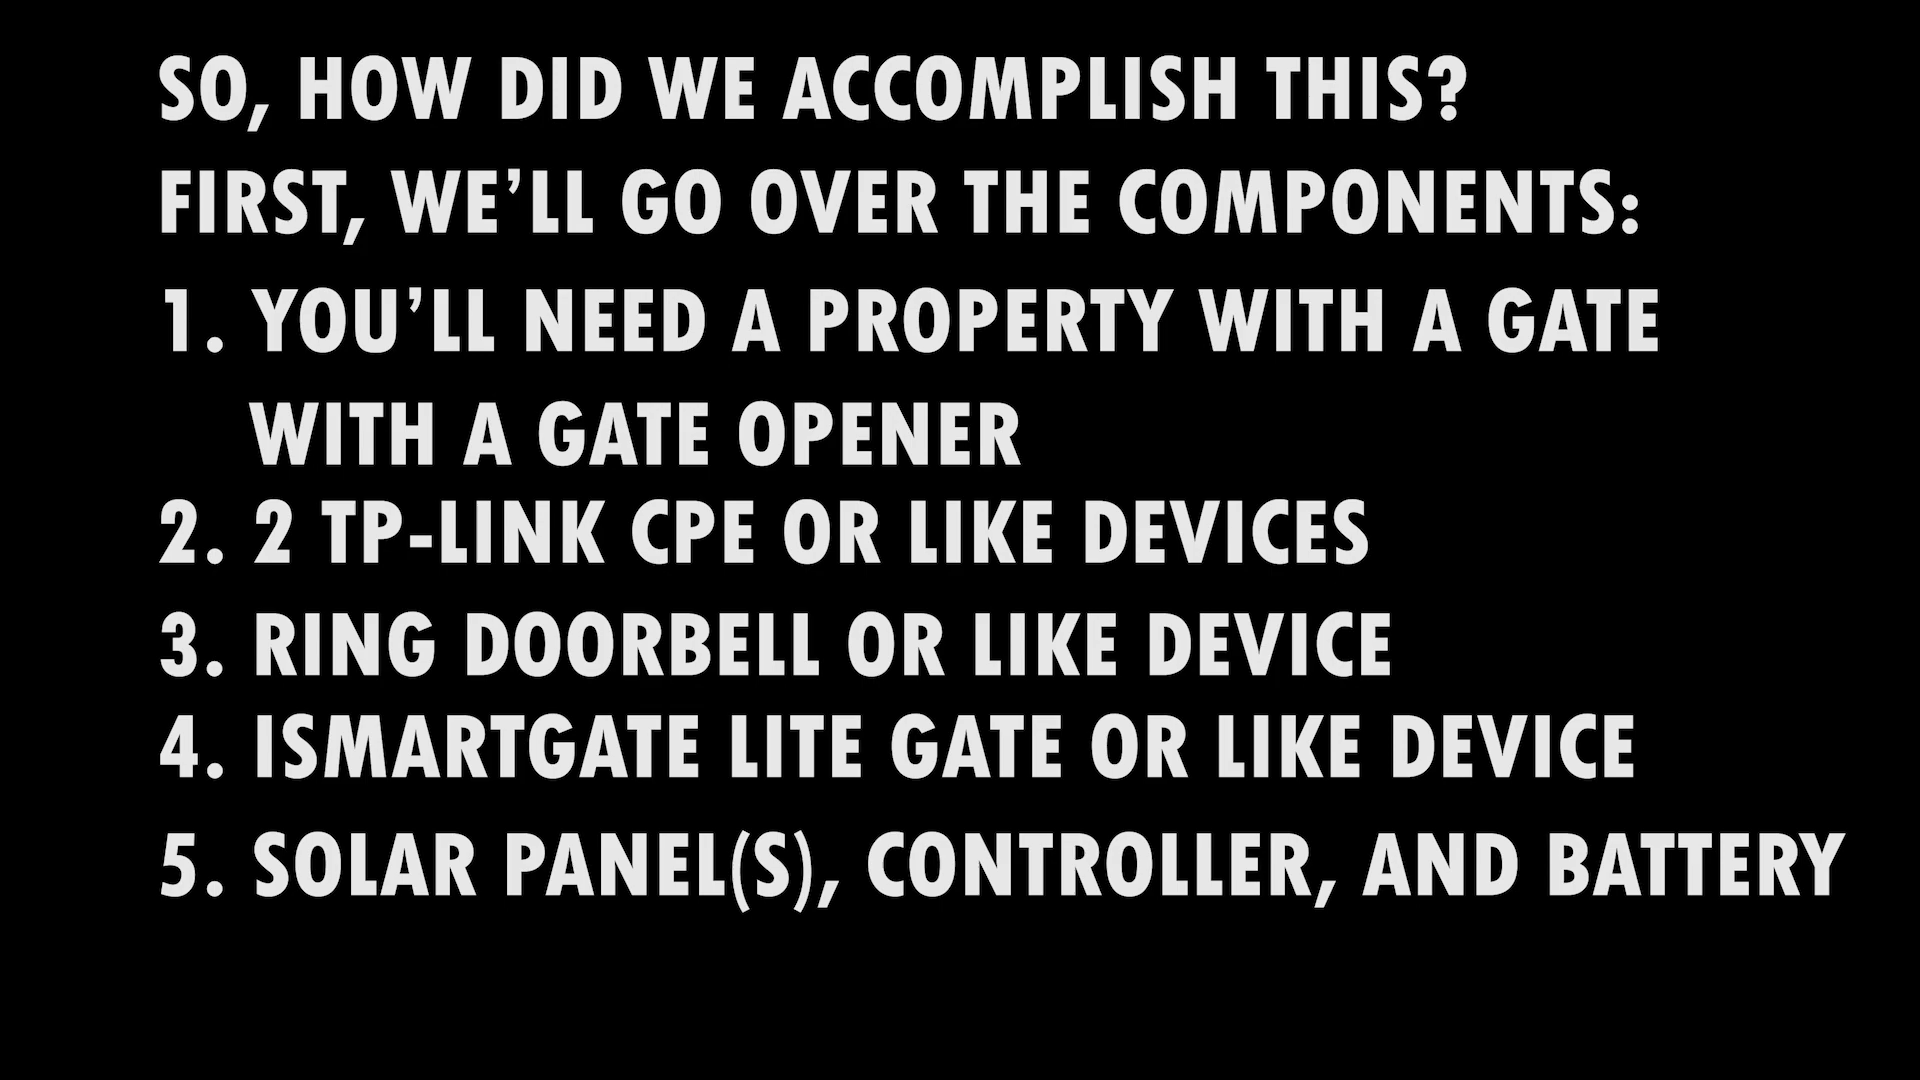 SO, HOW DID WE ACCOMPLISH THIS?
FIRST, WE’LL GO OVER THE COMPONENTS:
1. YOU’LL NEED A PROPERTY WITH A GATE
WITH A GATE OPENER
2. 2 TP-LINK CPE OR LIKE DEVICES
3. RING DOORBELL OR LIKE DEVICE
4. ISMARTGATE LITE GATE OR LIKE DEVICE
5. SOLAR PANEL(S), CONTROLLER, AND BATTERY